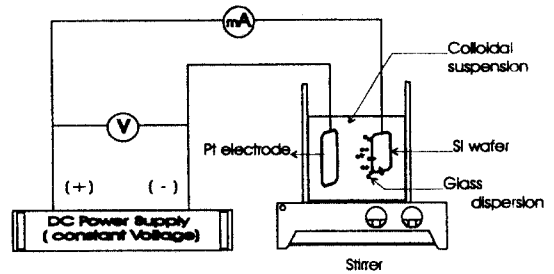 mA
Colloidal
suspension
V
Pt electrode
Si wafer
(+)
(-)
Glass
dispersion
DC Power Supply
( constant Voltage)
Stirrer